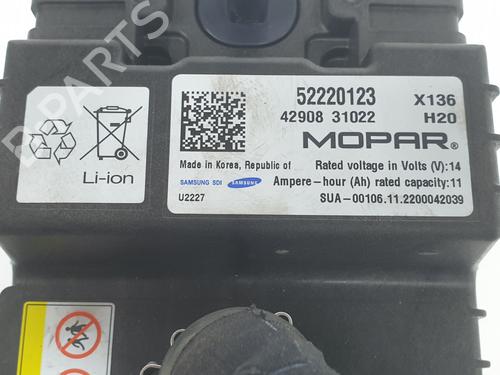 52220123 X136
42908 31022 H20
MOPAR®
Made in Korea, Republic of Rated voltage in Volts (V):14
SAMSUNG SDI SAMSUNG Ampere-hour (Ah) rated capacity:11
U2227 SUA-00106.11.2200042039
Li-ion